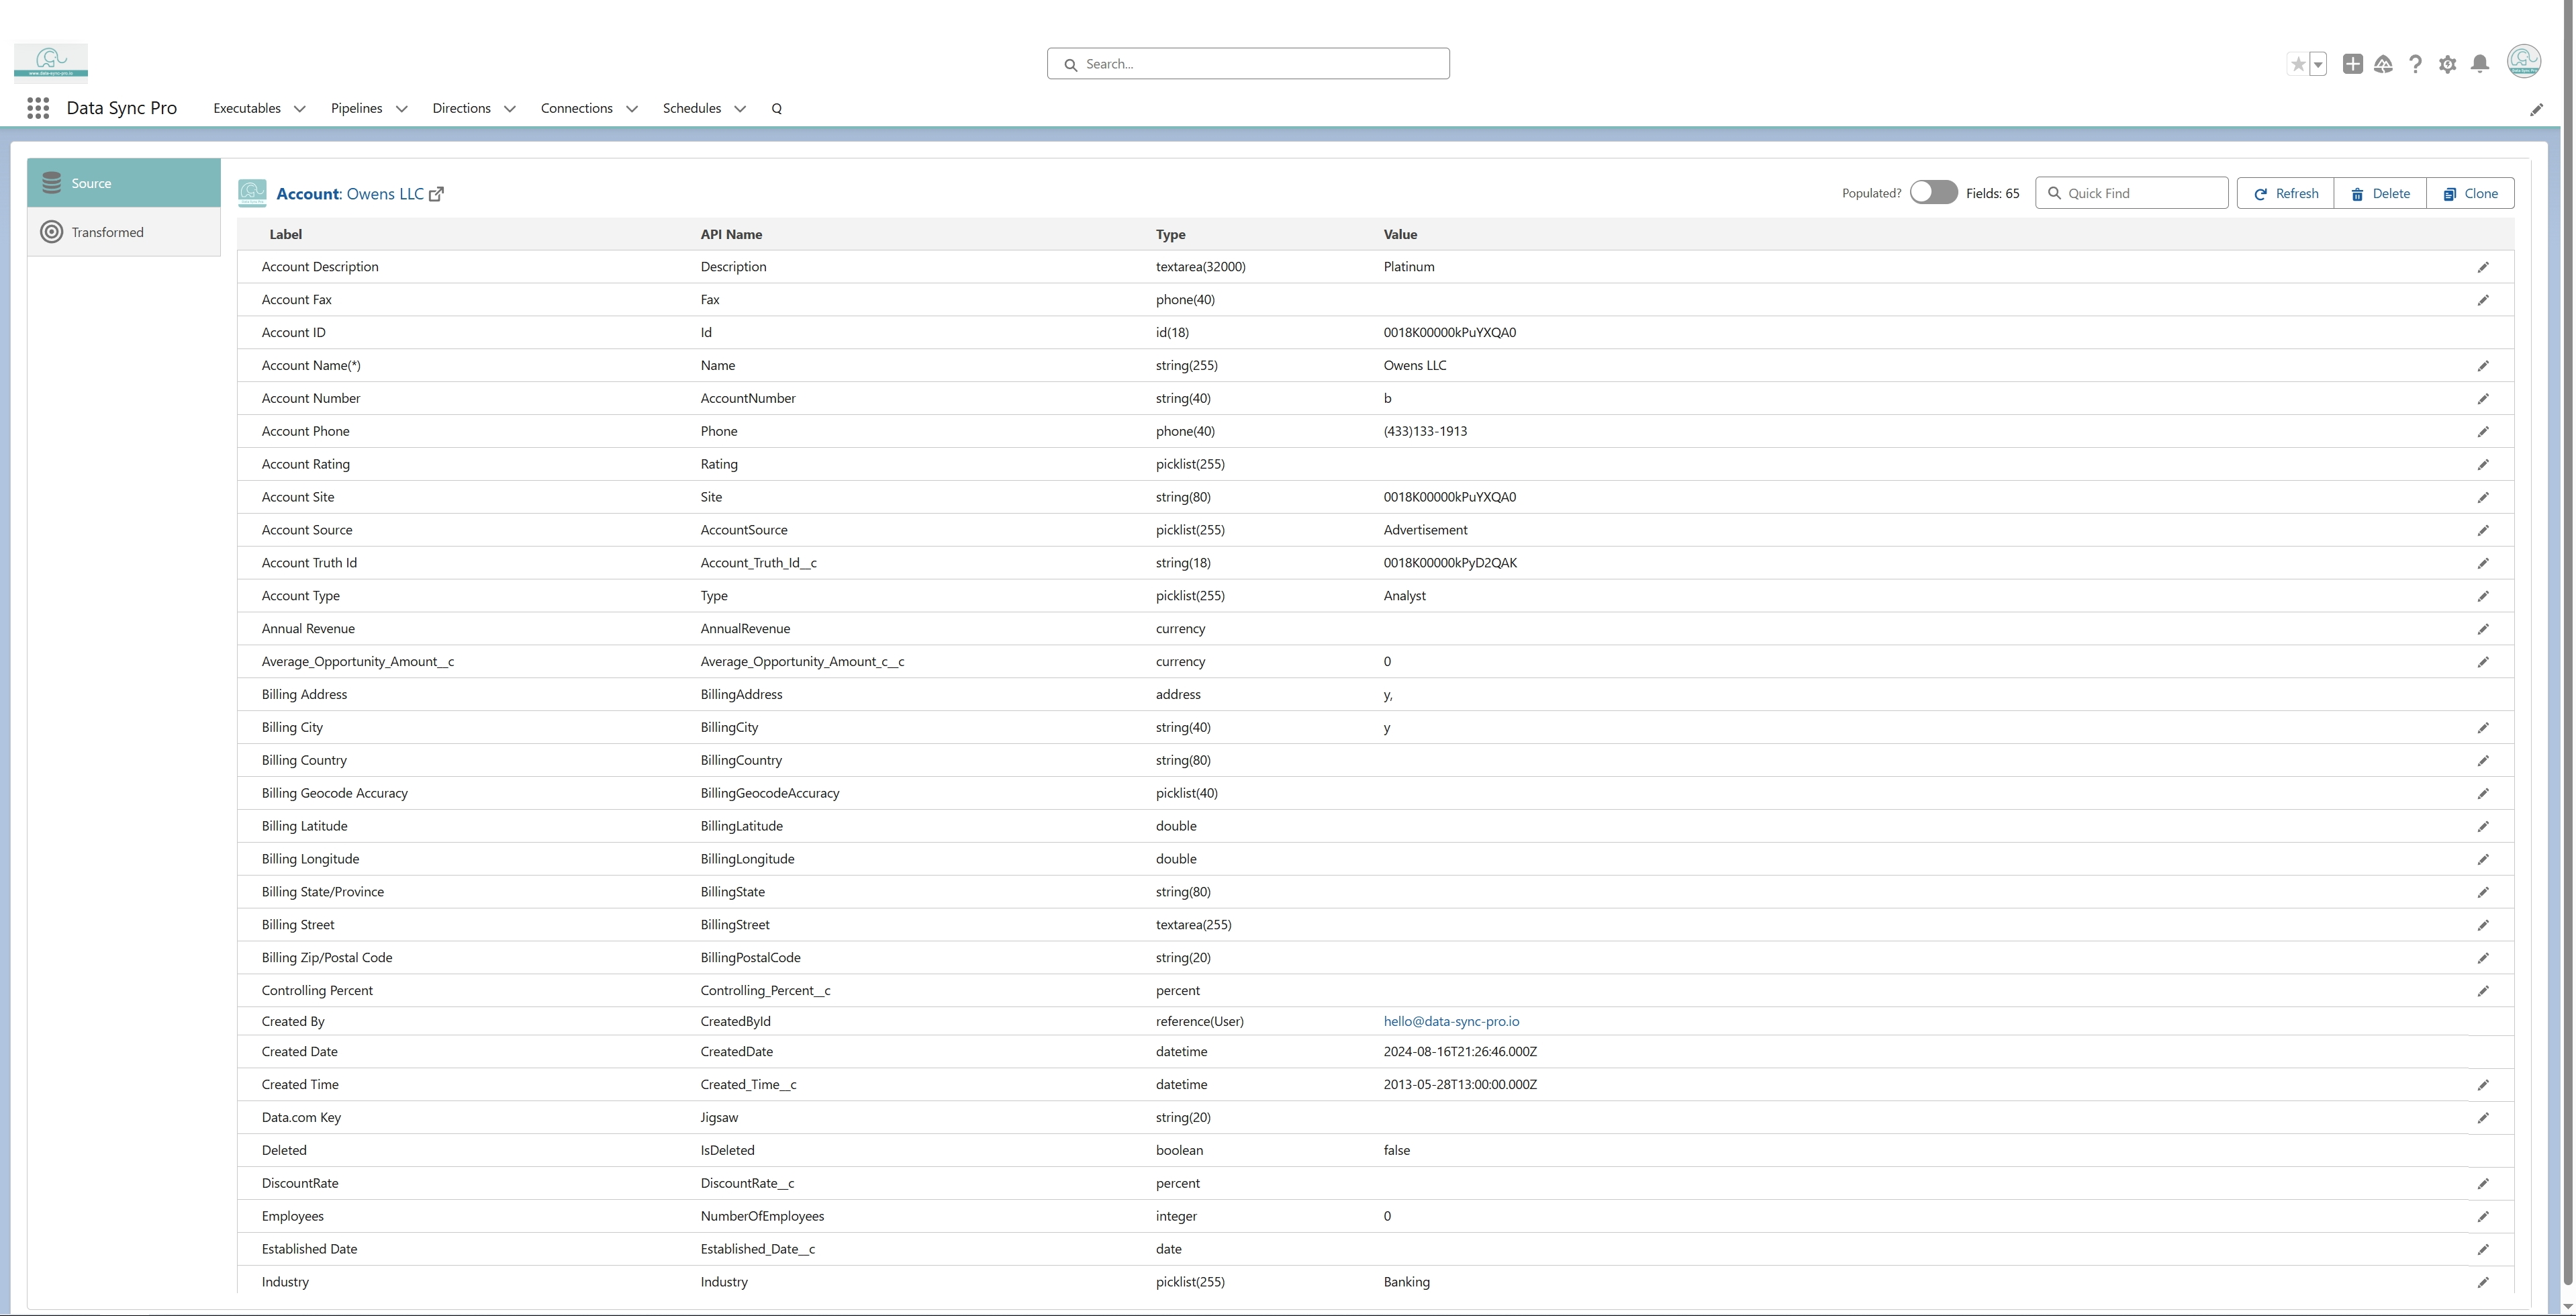 www.data-sync-pro.io
Search...
Data Sync Pro Executables Pipelines Directions Connections Schedules Q
Source
Transformed
Account: Owens LLC Populated? Fields: 65 Quick Find Refresh Delete Clone
Label API Name Type Value
Account Description Description textarea(32000) Platinum
Account Fax Fax phone(40)
Account ID Id id(18) 0018K00000kPuYXQA0
Account Name(*) Name string(255) Owens LLC
Account Number AccountNumber string(40) b
Account Phone Phone phone(40) (433)133-1913
Account Rating Rating picklist(255)
Account Site Site string(80) 0018K00000kPuYXQA0
Account Source AccountSource picklist(255) Advertisement
Account Truth Id Account_Truth_Id__c string(18) 0018K00000kPyD2QAK
Account Type Type picklist(255) Analyst
Annual Revenue AnnualRevenue currency
Average_Opportunity_Amount__c Average_Opportunity_Amount_c__c currency 0
Billing Address BillingAddress address y,
Billing City BillingCity string(40) y
Billing Country BillingCountry string(80)
Billing Geocode Accuracy BillingGeocodeAccuracy picklist(40)
Billing Latitude BillingLatitude double
Billing Longitude BillingLongitude double
Billing State/Province BillingState string(80)
Billing Street BillingStreet textarea(255)
Billing Zip/Postal Code BillingPostalCode string(20)
Controlling Percent Controlling_Percent__c percent
Created By CreatedById reference(User) hello@data-sync-pro.io
Created Date CreatedDate datetime 2024-08-16T21:26:46.000Z
Created Time Created_Time__c datetime 2013-05-28T13:00:00.000Z
Data.com Key Jigsaw string(20)
Deleted IsDeleted boolean false
DiscountRate DiscountRate__c percent
Employees NumberOfEmployees integer 0
Established Date Established_Date__c date
Industry Industry picklist(255) Banking